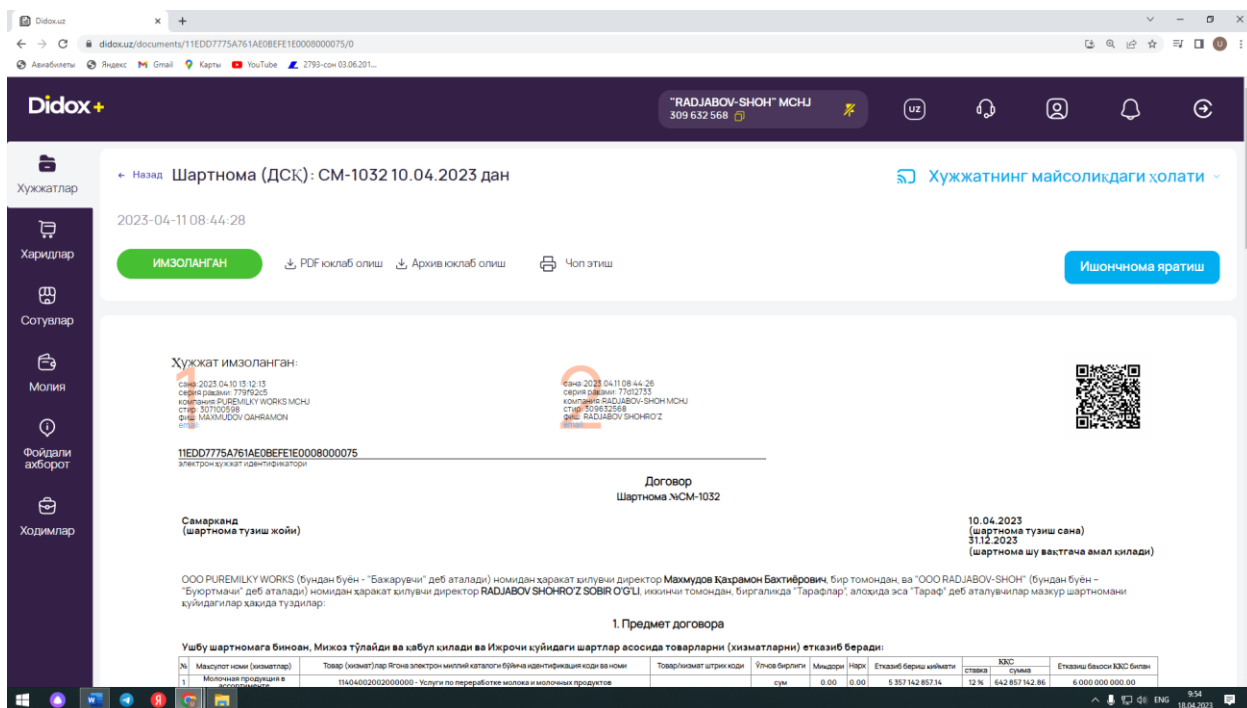 Didox.uz
didox.uz/documents/11EDD7775A761AE0BEFE1E0008000075/0
Авиабилеты Яндекс Gmail Карты YouTube 2793-сон 03.06.201...
Didox+
"RADJABOV-SHOH" MCHJ
309 632 568
UZ
Хужжатлар
Харидлар
Сотувлар
Молия
Фойдали
ахборот
Ходимлар
← Назад Шартнома (ДСҚ): СМ-1032 10.04.2023 дан
Хужжатнинг майсолиқдаги ҳолати
2023-04-11 08:44:28
ИМЗОЛАНГАН PDF юклаб олиш Архив юклаб олиш Чоп этиш
Ишончнома яратиш
Ҳужжат имзоланган:
1
сана: 2023.04.10 13:12:13
серия рақами: 779f92c5
компания: PUREMILKY WORKS MCHJ
стир: 307100598
фиш: MAXMUDOV QAHRAMON
email:
2
сана: 2023.04.11 08:44:26
серия рақами: 77d12733
компания: RADJABOV-SHOH MCHJ
стир: 309632568
фиш: RADJABOV SHOHRO'Z
email:
11EDD7775A761AE0BEFE1E0008000075
электрон ҳужжат идентификатори
Договор
Шартнома №СМ-1032
Самарканд
(шартнома тузиш жойи)
10.04.2023
(шартнома тузиш сана)
31.12.2023
(шартнома шу вақтгача амал қилади)
ООО PUREMILKY WORKS (бундан буён - "Бажарувчи" деб аталади) номидан ҳаракат қилувчи директор Махмудов Қаҳрамон Бахтиёрович, бир томондан, ва "ООО RADJABOV-SHOH" (бундан буён –
"Буюртмачи" деб аталади) номидан ҳаракат қилувчи директор RADJABOV SHOHRO'Z SOBIR O'G'LI, иккинчи томондан, биргаликда "Тарафлар", алоҳида эса "Тараф" деб аталувчилар мазкур шартномани
қуйидагилар ҳақида туздилар:
1. Предмет договора
Ушбу шартномага биноан, Мижоз тўлайди ва қабул қилади ва Ижрочи қуйидаги шартлар асосида товарларни (хизматларни) етказиб беради:
№ Маҳсулот номи (хизматлар) Товар (хизмат)лар Ягона электрон миллий каталоги бўйича идентификация коди ва номи Товар/хизмат штрих коди Ўлчов бирлиги Миқдори Нарх Етказиб бериш қиймати ҚҚС Етказиш баҳоси ҚҚС билан
ставка сумма
1 Молочная продукция в ассортименте 11404002002000000 - Услуги по переработке молока и молочных продуктов сум 0.00 0.00 5 357 142 857.14 12 % 642 857 142.86 6 000 000 000.00
ENG 9:54
18.04.2023